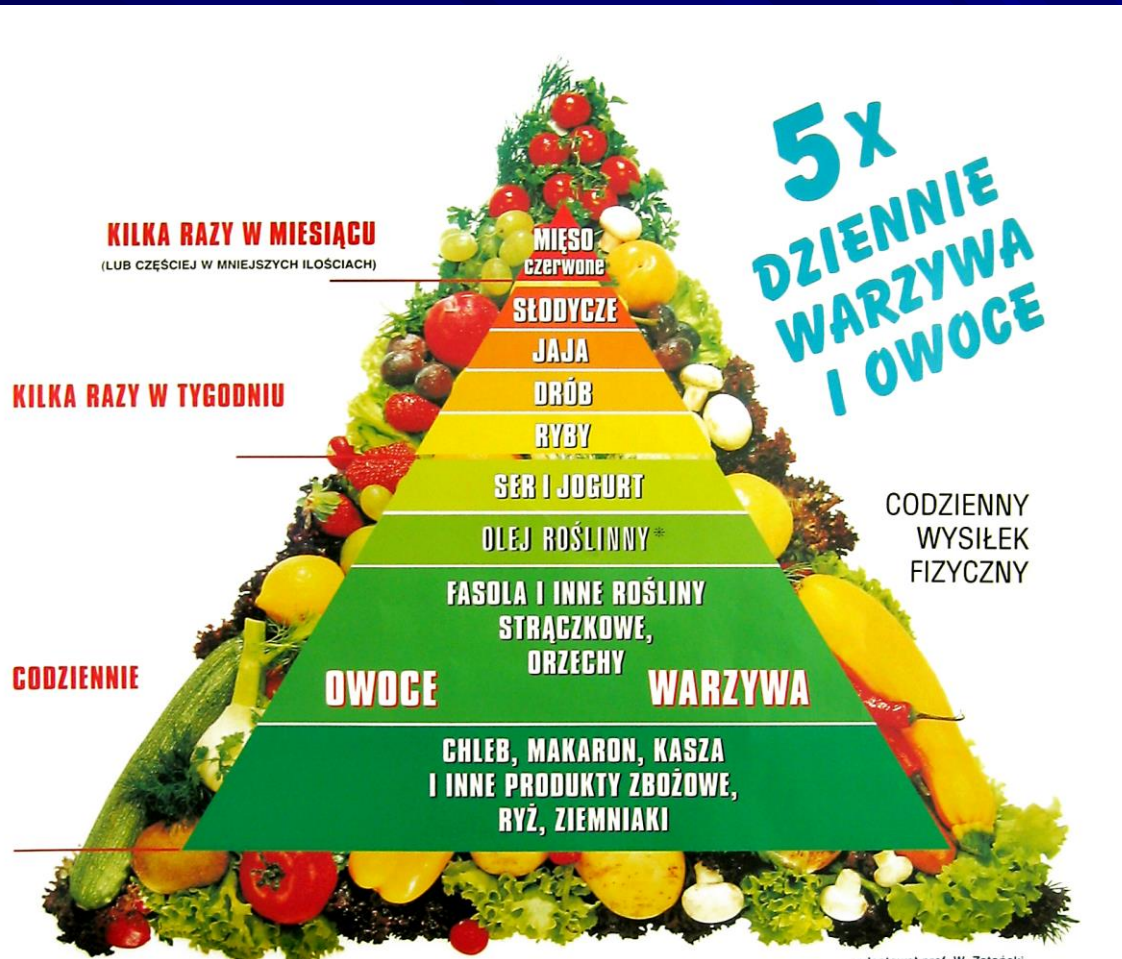 5X
DZIENNIE
WARZYWA
I OWOCE
KILKA RAZY W MIESIĄCU
(LUB CZĘŚCIEJ W MNIEJSZYCH ILOŚCIACH)
MIĘSO
czerwone
SŁODYCZE
JAJA
DRÓB
KILKA RAZY W TYGODNIU
RYBY
SER I JOGURT
OLEJ ROŚLINNY*
CODZIENNY
WYSIŁEK
FIZYCZNY
FASOLA I INNE ROŚLINY
STRĄCZKOWE,
ORZECHY
CODZIENNIE
OWOCE
WARZYWA
CHLEB, MAKARON, KASZA
I INNE PRODUKTY ZBOŻOWE,
RYŻ, ZIEMNIAKI
prof. W. Zatoński